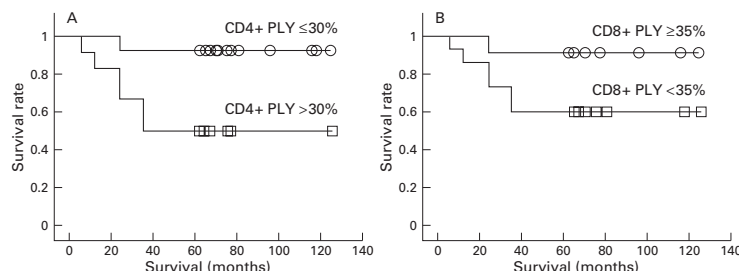 A
CD4+ PLY ≤30%
CD4+ PLY >30%
Survival rate
1
0.8
0.6
0.4
0.2
0
0 20 40 60 80 100 120 140
Survival (months)
B
CD8+ PLY ≥35%
CD8+ PLY <35%
Survival rate
1
0.8
0.6
0.4
0.2
0
0 20 40 60 80 100 120 140
Survival (months)